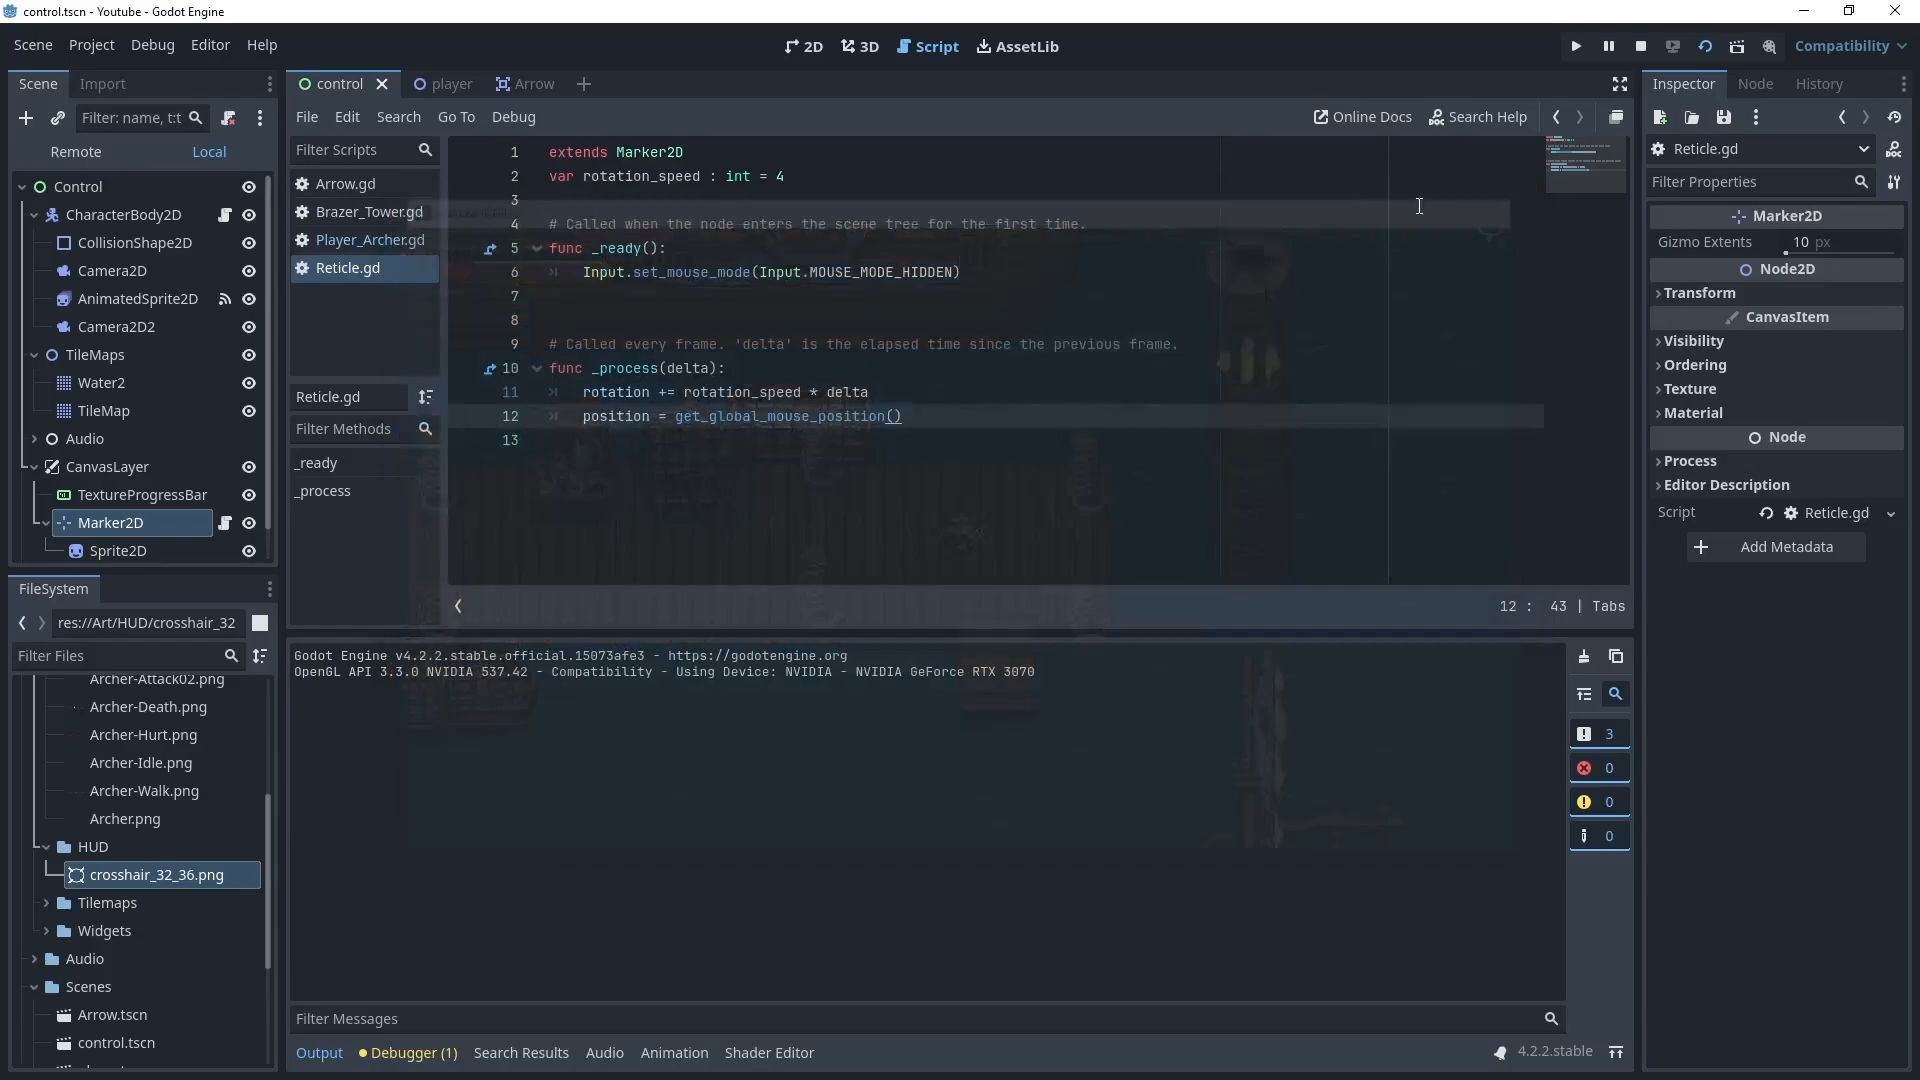 control.tscn - Youtube - Godot Engine
Scene Project Debug Editor Help
2D 3D Script AssetLib
Compatibility
Scene Import
Filter: name, t:t
Remote Local
Control
CharacterBody2D
CollisionShape2D
Camera2D
AnimatedSprite2D
Camera2D2
TileMaps
Water2
TileMap
Audio
CanvasLayer
TextureProgressBar
Marker2D
Sprite2D
FileSystem
res://Art/HUD/crosshair_32
Filter Files
Archer-Attack02.png
Archer-Death.png
Archer-Hurt.png
Archer-Idle.png
Archer-Walk.png
Archer.png
HUD
crosshair_32_36.png
Tilemaps
Widgets
Audio
Scenes
Arrow.tscn
control.tscn
control player Arrow
File Edit Search Go To Debug
Online Docs Search Help
Filter Scripts
Arrow.gd
Brazer_Tower.gd
Player_Archer.gd
Reticle.gd
Reticle.gd
Filter Methods
_ready
_process
1 extends Marker2D
2 var rotation_speed : int = 4
3
4 # Called when the node enters the scene tree for the first time.
5 func _ready():
6 Input.set_mouse_mode(Input.MOUSE_MODE_HIDDEN)
7
8
9 # Called every frame. 'delta' is the elapsed time since the previous frame.
10 func _process(delta):
11 rotation += rotation_speed * delta
12 position = get_global_mouse_position()
13
12 : 43 | Tabs
Godot Engine v4.2.2.stable.official.15073afe3 - https://godotengine.org
OpenGL API 3.3.0 NVIDIA 537.42 - Compatibility - Using Device: NVIDIA - NVIDIA GeForce RTX 3070
3
0
0
0
Filter Messages
Output Debugger (1) Search Results Audio Animation Shader Editor
4.2.2.stable
Inspector Node History
Reticle.gd
Filter Properties
Marker2D
Gizmo Extents 10 px
Node2D
Transform
CanvasItem
Visibility
Ordering
Texture
Material
Node
Process
Editor Description
Script Reticle.gd
Add Metadata